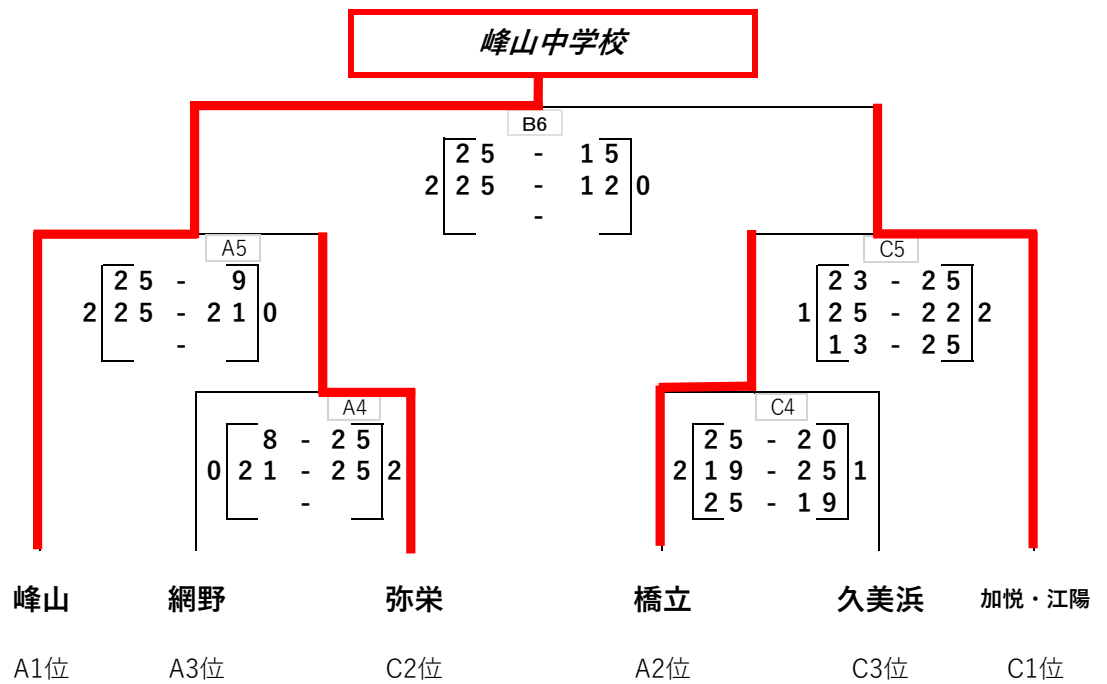 峰山中学校
B6
25 - 15
2 25 - 12 0
-
A5
25 - 9
2 25 - 21 0
-
C5
23 - 25
1 25 - 22 2
13 - 25
A4
8 - 25
0 21 - 25 2
-
C4
25 - 20
2 19 - 25 1
25 - 19
峰山 網野 弥栄 橋立 久美浜 加悦・江陽
A1位 A3位 C2位 A2位 C3位 C1位